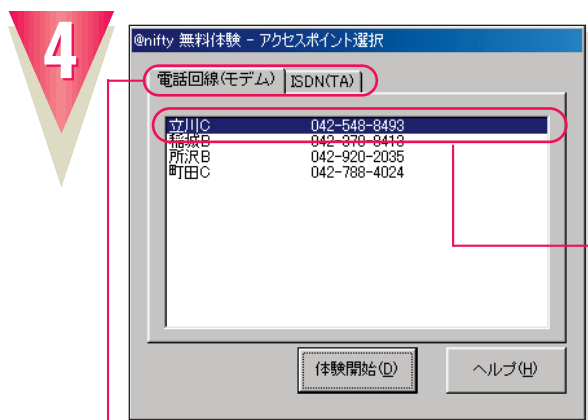 4
@nifty 無料体験 - アクセスポイント選択
電話回線(モデム) ISDN(TA)
立川C 042-548-8493
稲城B 042-370-8413
所沢B 042-920-2035
町田C 042-788-4024
体験開始(D) ヘルプ(H)